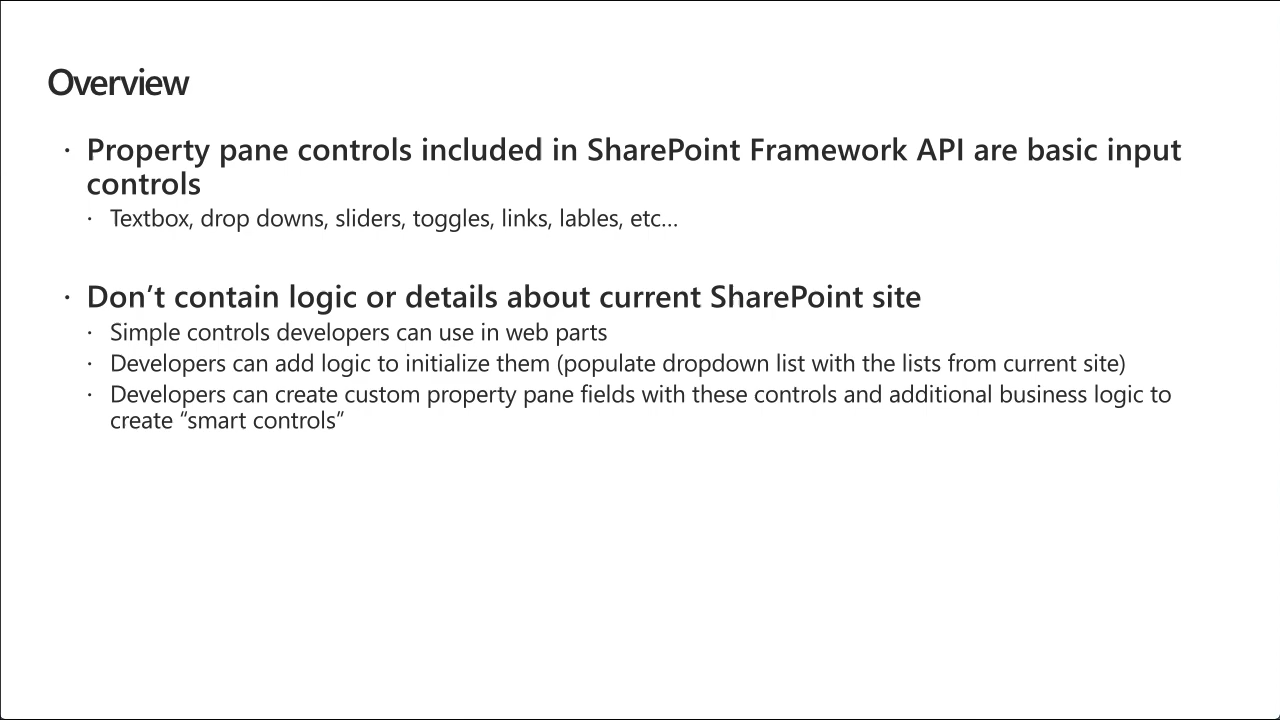 Overview
· Property pane controls included in SharePoint Framework API are basic input
controls
· Textbox, drop downs, sliders, toggles, links, lables, etc…
· Don’t contain logic or details about current SharePoint site
· Simple controls developers can use in web parts
· Developers can add logic to initialize them (populate dropdown list with the lists from current site)
· Developers can create custom property pane fields with these controls and additional business logic to
create “smart controls”